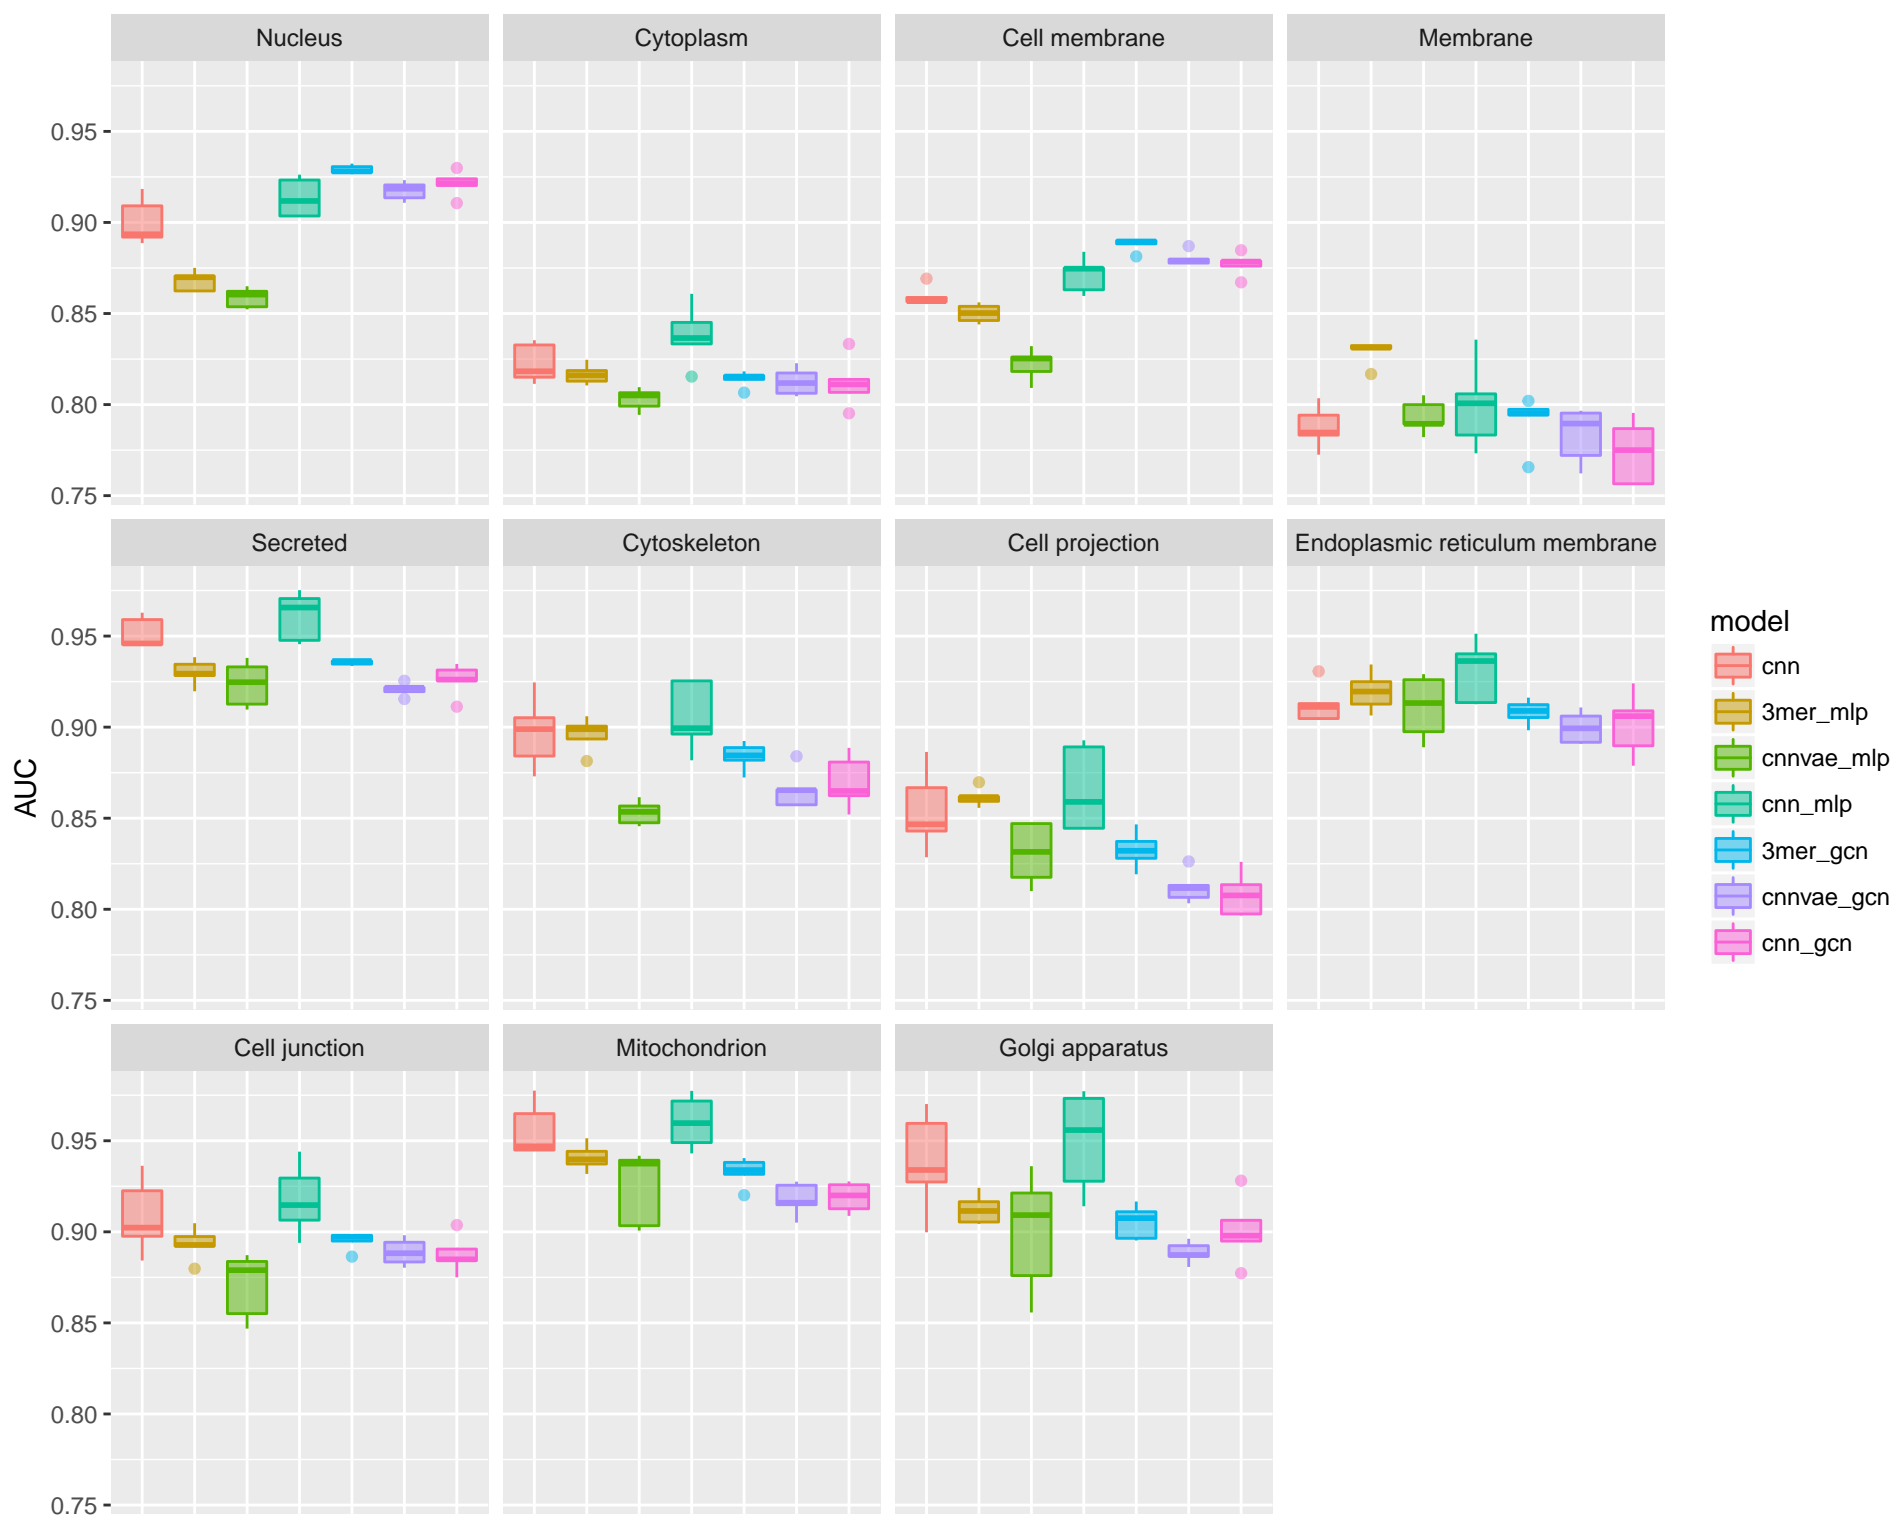 Nucleus Cytoplasm Cell membrane Membrane
0.95
0.90
0.85
0.80
0.75
Secreted Cytoskeleton Cell projection Endoplasmic reticulum membrane
0.95
0.90
0.85
0.80
0.75
Cell junction Mitochondrion Golgi apparatus
0.95
0.90
0.85
0.80
0.75
AUC
model
cnn
3mer_mlp
cnnvae_mlp
cnn_mlp
3mer_gcn
cnnvae_gcn
cnn_gcn